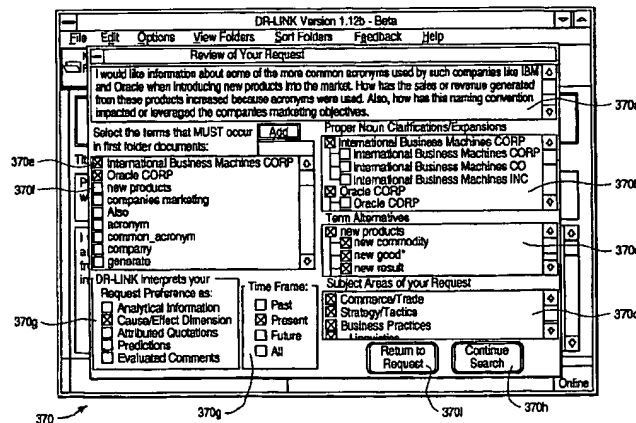 DR-LINK Version 1.12b - Beta
File Edit Options View Folders Sort Folders Feedback Help
Review of Your Request
I would like information about some of the more common acronyms used by such companies like IBM
and Oracle when introducing new products into the market. How has the sales or revenue generated
from these products increased because acronyms were used. Also, how has this naming convention
impacted or leveraged the companies marketing objectives.
370a
Select the terms that MUST occur
in first folder documents:
Add
370e
370f
International Business Machines CORP
Oracle CORP
new products
companies marketing
Also
acronym
common_acronym
company
generate
Proper Noun Clarifications/Expansions
International Business Machines CORP
International Business Machines CORP
International Business Machines CO
International Business Machines INC
Oracle CORP
Oracle CORP
370b
Term Alternatives
new products
new commodity
new good*
new result
370c
DR-LINK Interprets your
Request Preference as:
Analytical Information
Cause/Effect Dimension
Attributed Quotations
Predictions
Evaluated Comments
370g
Time Frame:
Past
Present
Future
All
Subject Areas of your Request
Commerce/Trade
Strategy/Tactics
Business Practices
Linguistics
370d
Return to
Request
Continue
Search
Online
370
370g
370i
370h